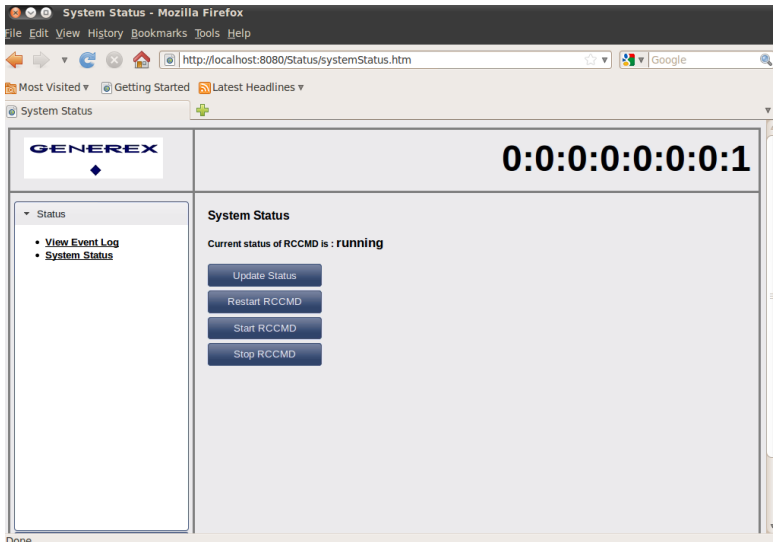 System Status - Mozilla Firefox
File Edit View History Bookmarks Tools Help
http://localhost:8080/Status/systemStatus.htm
Google
Most Visited
Getting Started
Latest Headlines
System Status
GENEREX
0:0:0:0:0:0:0:1
Status
View Event Log
System Status
System Status
Current status of RCCMD is : running
Update Status
Restart RCCMD
Start RCCMD
Stop RCCMD
Done